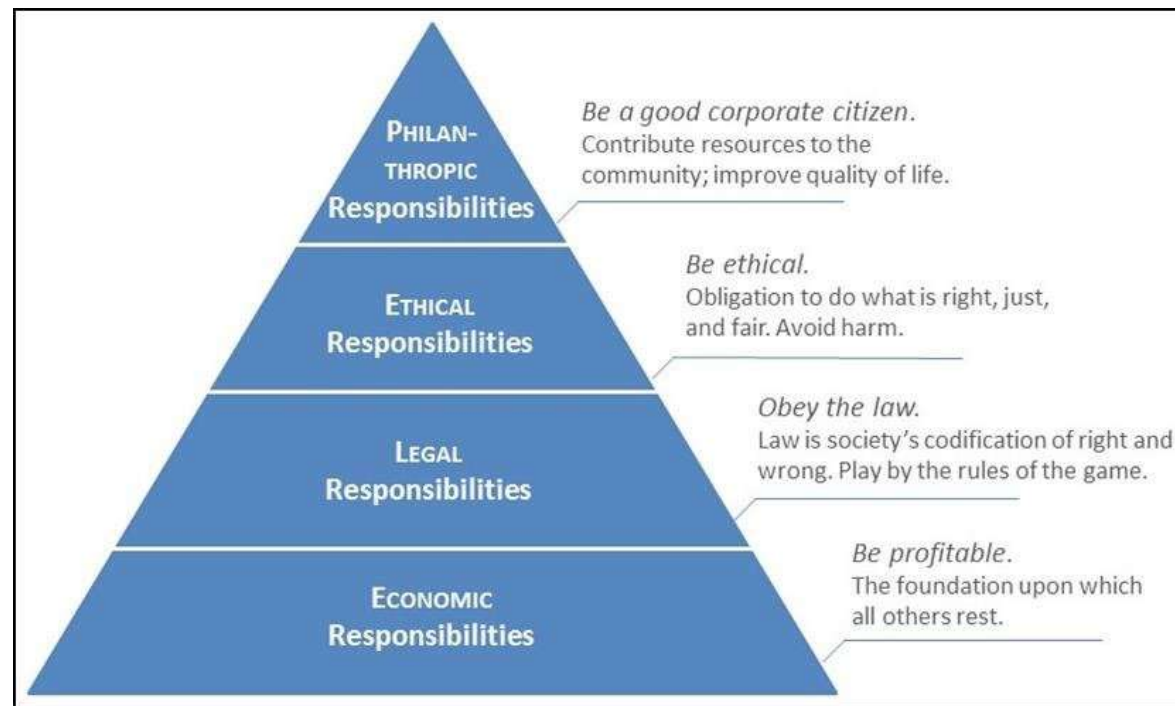 PHILAN-
THROPIC
Responsibilities
Be a good corporate citizen.
Contribute resources to the
community; improve quality of life.
ETHICAL
Responsibilities
Be ethical.
Obligation to do what is right, just,
and fair. Avoid harm.
LEGAL
Responsibilities
Obey the law.
Law is society’s codification of right and
wrong. Play by the rules of the game.
ECONOMIC
Responsibilities
Be profitable.
The foundation upon which
all others rest.